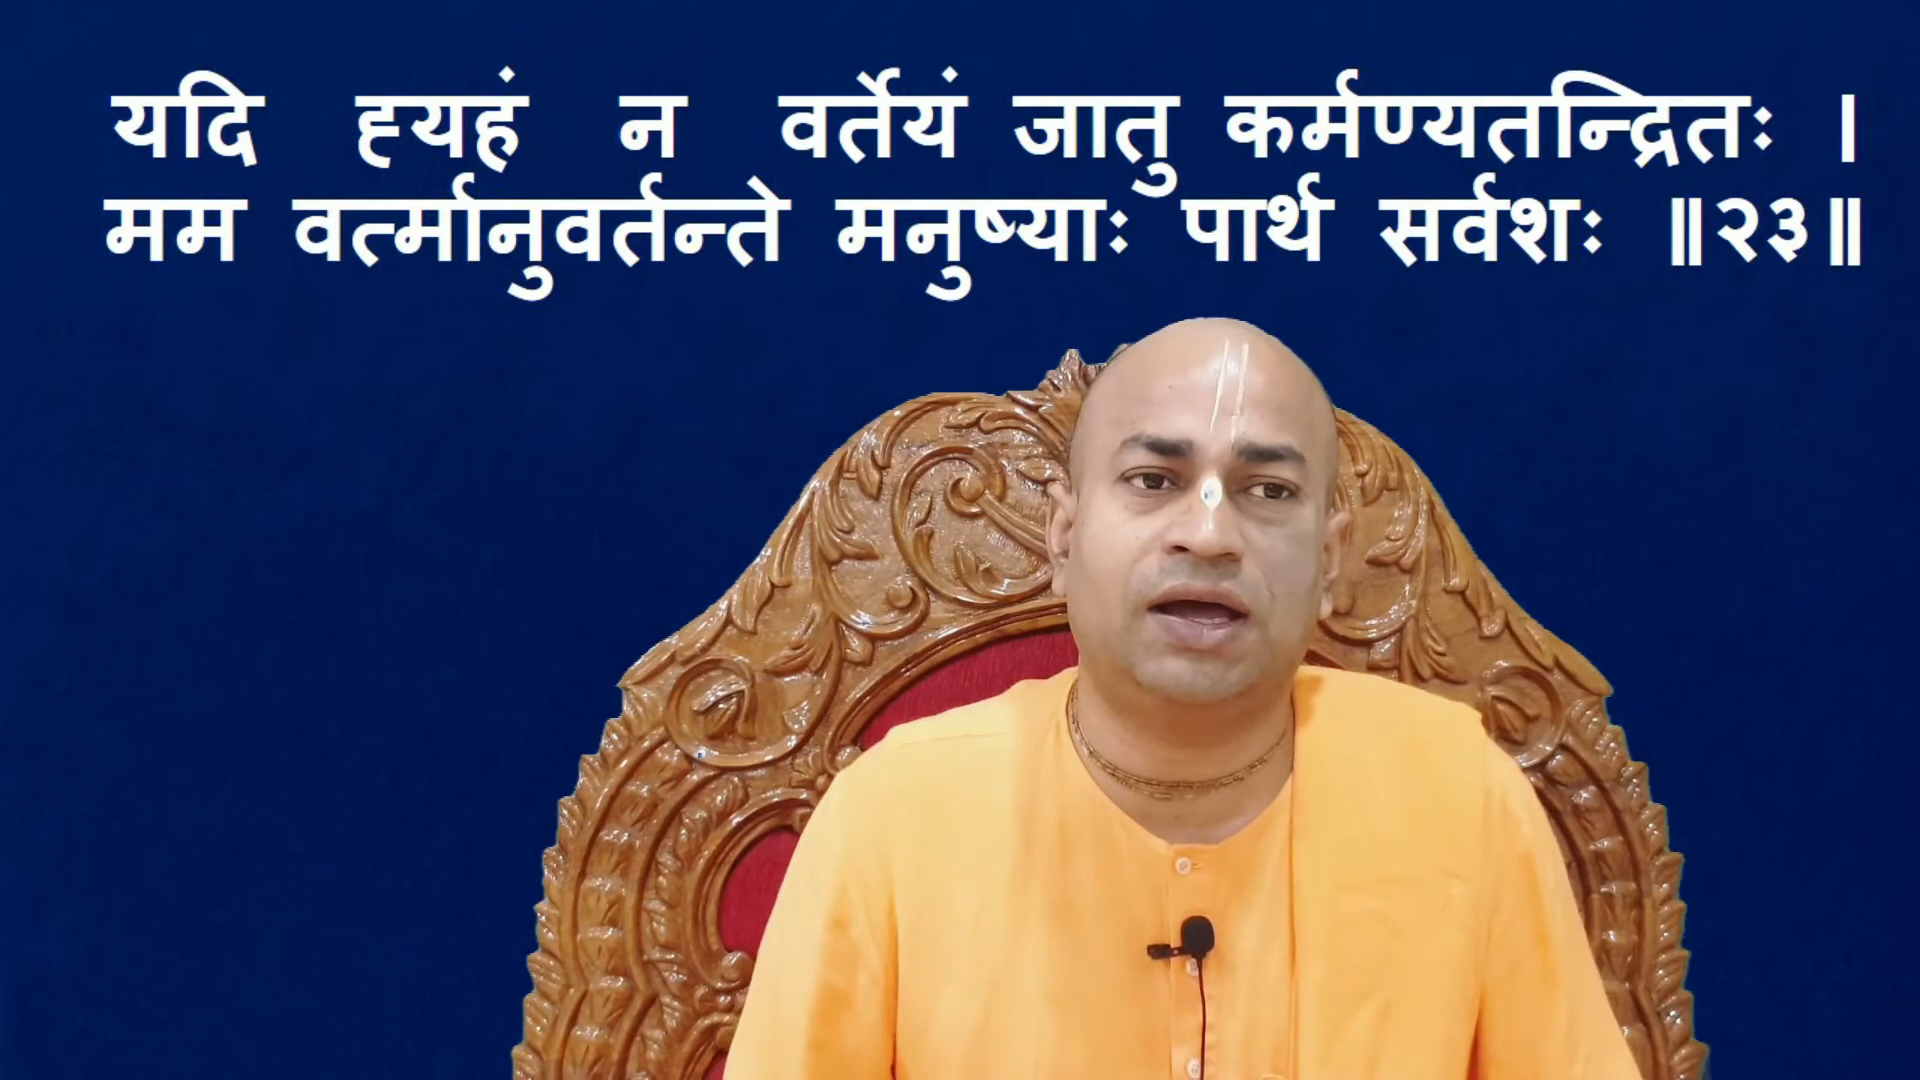 यदि ह्यहं न वर्तेयं जातु कर्मण्यतन्द्रितः ।
मम वर्त्मानुवर्तन्ते मनुष्याः पार्थ सर्वशः ॥२३॥